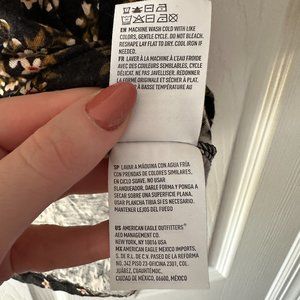 EN MACHINE WASH COLD WITH LIKE
COLORS, GENTLE CYCLE. DO NOT BLEACH.
RESHAPE LAY FLAT TO DRY. COOL IRON IF
NEEDED.
FR LAVER À LA MACHINE À L'EAU FROIDE
AVEC DES COULEURS SEMBLABLES, CYCLE
DÉLICAT. NE PAS JAVELLISER. REDONNER
LA FORME ORIGINALE ET SÉCHER À PLAT.
À BASSE TEMPÉRATURE AU
SP LAVAR A MÁQUINA CON AGUA FRÍA
CON PRENDAS DE COLORES SIMILARES,
EN CICLO SUAVE. NO USAR
BLANQUEADOR. DARLE FORMA Y PONGA A
SECAR SOBRE UNA SUPERFICIE PLANA.
USAR PLANCHA TIBIA SI ES NECESARIO.
MANTENER LEJOS DEL FUEGO
US AMERICAN EAGLE OUTFITTERS®
AEO MANAGEMENT CO.
NEW YORK, NY 10016 USA
MX AMERICAN EAGLE MEXICO IMPORTS,
S. DE R.L. DE C.V. PASEO DE LA REFORMA
NO. 247 PISO 23-OFICINA 2301, COL.
JUÁREZ, CUAUHTÉMOC,
CIUDAD DE MÉXICO,
06600, MÉXICO